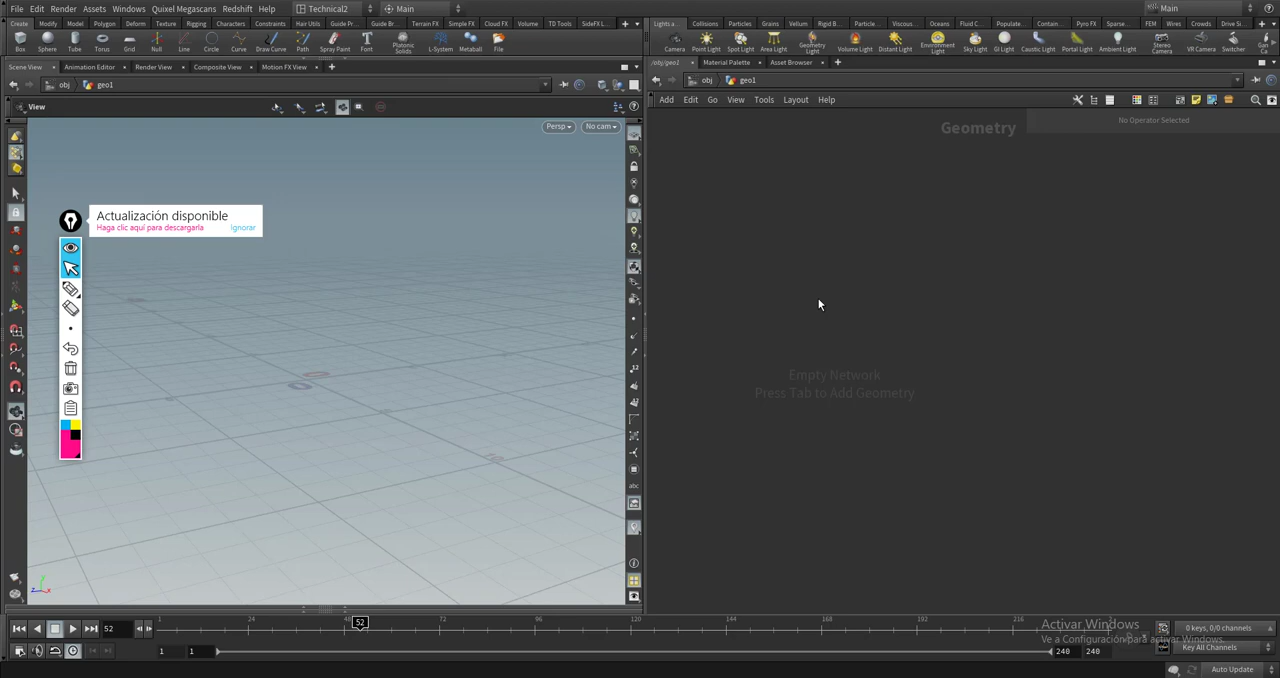 File Edit Render Assets Windows Quixel Megascans Redshift Help Technical2 Main Main
Create Modify Model Polygon Deform Texture Rigging Characters Constraints Hair Utils Guide Pr... Guide Br... Terrain FX Simple FX Cloud FX Volume TD Tools SideFX L...
Lights a... Collisions Particles Grains Vellum Rigid B... Particles... Viscous... Oceans Fluid C... Populate... Contain... Pyro FX Sparse... FEM Wires Crowds Drive Si...
Box Sphere Tube Torus Grid Null Line Circle Curve Draw Curve Path Spray Paint Font Platonic Solids L-System Metaball File
Camera Point Light Spot Light Area Light Geometry Light Volume Light Distant Light Environment Light Sky Light GI Light Caustic Light Portal Light Ambient Light Stereo Camera VR Camera Switcher
Scene View Animation Editor Render View Composite View Motion FX View
/obj/geo1 Material Palette Asset Browser
obj geo1
obj geo1
View
Add Edit Go View Tools Layout Help
Persp No cam
Geometry
No Operator Selected
Actualización disponible
Haga clic aquí para descargarla Ignorar
Empty Network
Press Tab to Add Geometry
52 1 24 48 52 72 96 120 144 168 192 216
Activar Windows
Ve a Configuración para activar Windows.
0 keys, 0/0 channels
1 1 240 240
Key All Channels
Auto Update